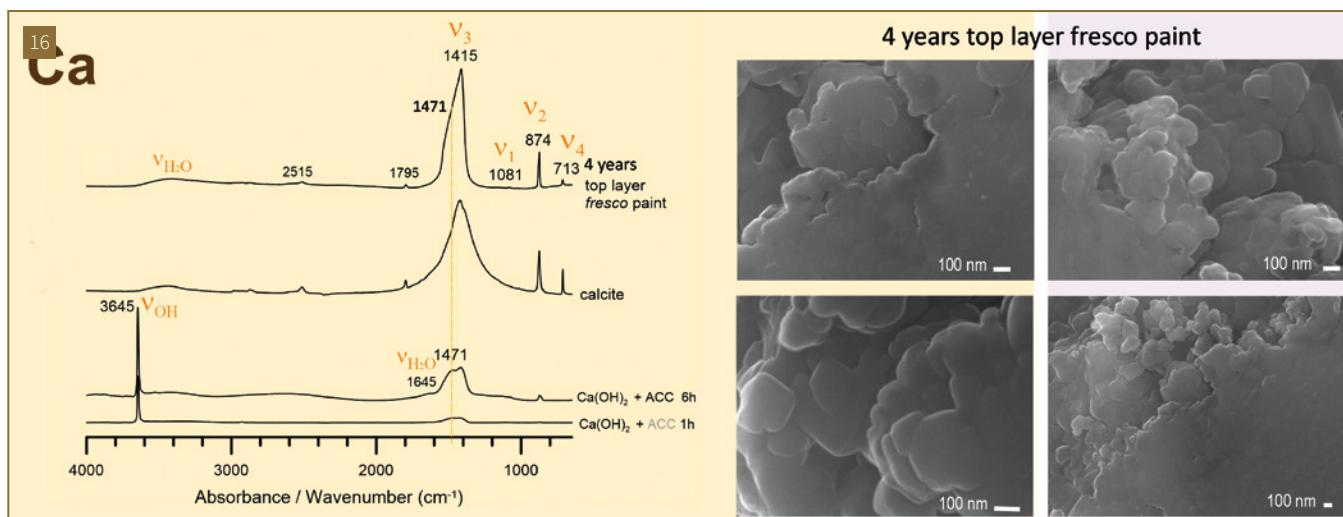 16
Ca
ν3
1415
1471
ν2
874
ν4
713
ν1
1081
νH₂O
2515
1795
4 years
top layer
fresco paint
calcite
3645
νOH
νH₂O
1471
1645
Ca(OH)₂ + ACC 6h
Ca(OH)₂ + ACC 1h
4000 3000 2000 1000
Absorbance / Wavenumber (cm⁻¹)
4 years top layer fresco paint
100 nm
100 nm
100 nm
100 nm